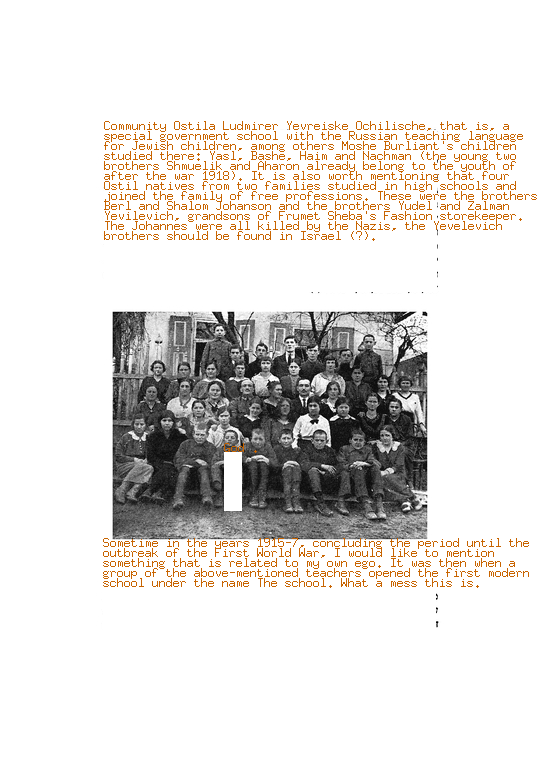 Community Ostila Ludmirer Yevreiske Ochilische, that is, a
special government school with the Russian teaching language
for Jewish children, among others Moshe Burliant's children
studied there: Yasl, Bashe, Haim and Nachman (the young two
brothers Shmuelik and Aharon already belong to the youth of
after the war 1918). It is also worth mentioning that four
Ostil natives from two families studied in high schools and
joined the family of free professions. These were the brothers
Berl and Shalom Johanson and the brothers Yudel and Zalman
Yevilevich, grandsons of Frumet Sheba's Fashion storekeeper.
The Johannes were all killed by the Nazis, the Yevelevich
brothers should be found in Israel (?).
Sometime in the years 1915-7, concluding the period until the
outbreak of the First World War, I would like to mention
something that is related to my own ego. It was then when a
group of the above-mentioned teachers opened the first modern
school under the name The school. What a mess this is.